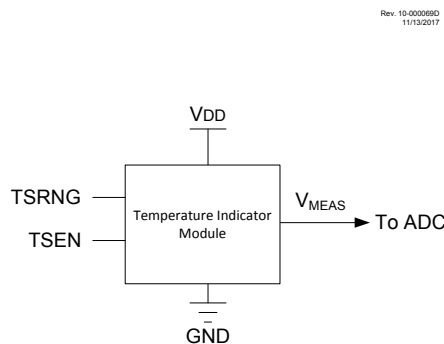 Rev. 10-000069D
11/13/2017
VDD
TSRNG
Temperature Indicator
Module
VMEAS
To ADC
TSEN
GND